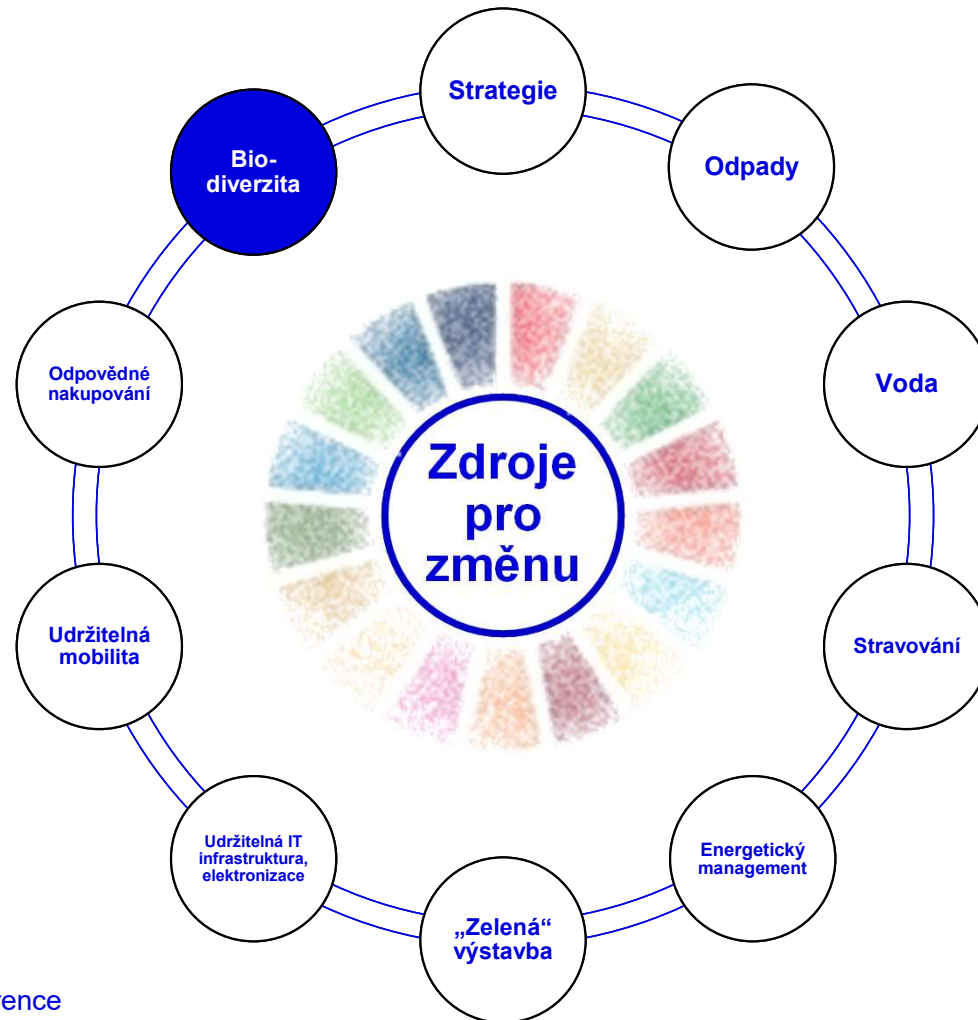 Strategie
Odpady
Voda
Stravování
Energetický
management
„Zelená“
výstavba
Udržitelná IT
infrastruktura,
elektronizace
Udržitelná
mobilita
Odpovědné
nakupování
Bio-
diverzita
Zdroje
pro
změnu
rence